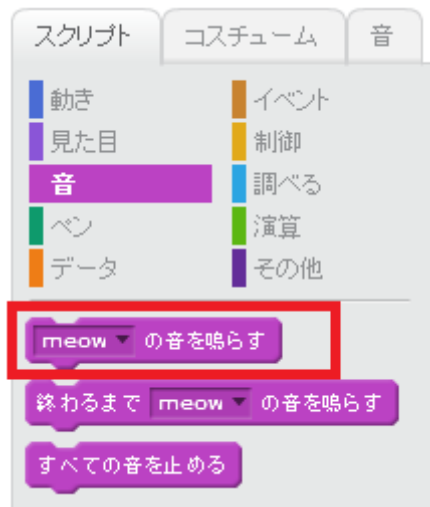 スクリプト コスチューム 音
動き イベント
見た目 制御
音 調べる
ペン 演算
データ その他
meow の音を鳴らす
終わるまで meow の音を鳴らす
すべての音を止める